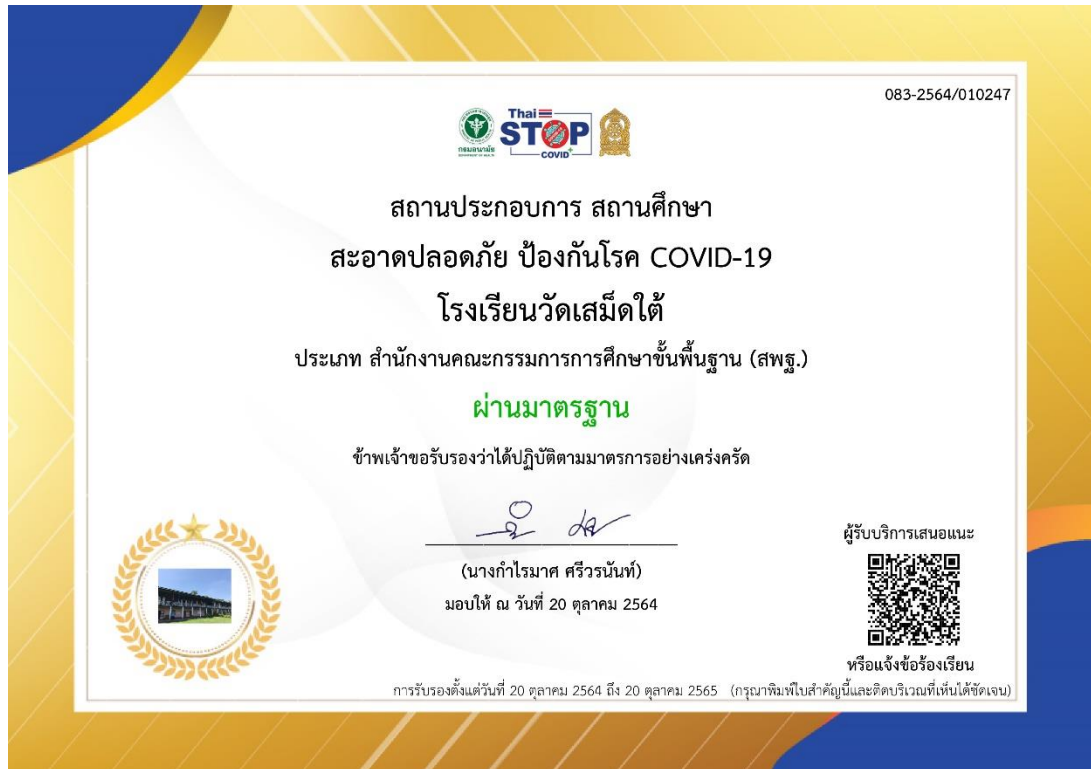 083-2564/010247
กรมอนามัย
DEPARTMENT OF HEALTH
Thai
STOP
COVID+
สถานประกอบการ สถานศึกษา
สะอาดปลอดภัย ป้องกันโรค COVID-19
โรงเรียนวัดเสม็ดใต้
ประเภท สำนักงานคณะกรรมการการศึกษาขั้นพื้นฐาน (สพฐ.)
ผ่านมาตรฐาน
ข้าพเจ้าขอรับรองว่าได้ปฏิบัติตามมาตรการอย่างเคร่งครัด
(นางกำไรมาศ ศรีวรนันท์)
มอบให้ ณ วันที่ 20 ตุลาคม 2564
ผู้รับบริการเสนอแนะ
หรือแจ้งข้อร้องเรียน
การรับรองตั้งแต่วันที่ 20 ตุลาคม 2564 ถึง 20 ตุลาคม 2565 (กรุณาพิมพ์ใบสำคัญนี้และติดบริเวณที่เห็นได้ชัดเจน)